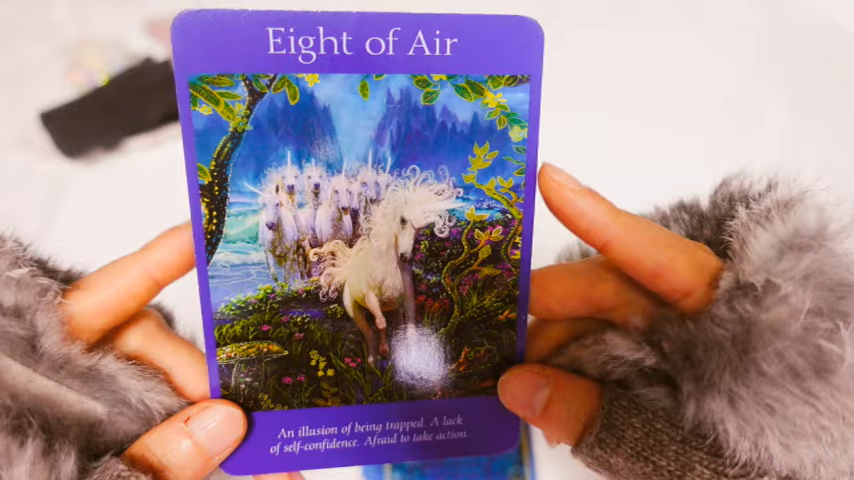 Eight of Air
An illusion of being trapped. A lack
of self-confidence. Afraid to take action.